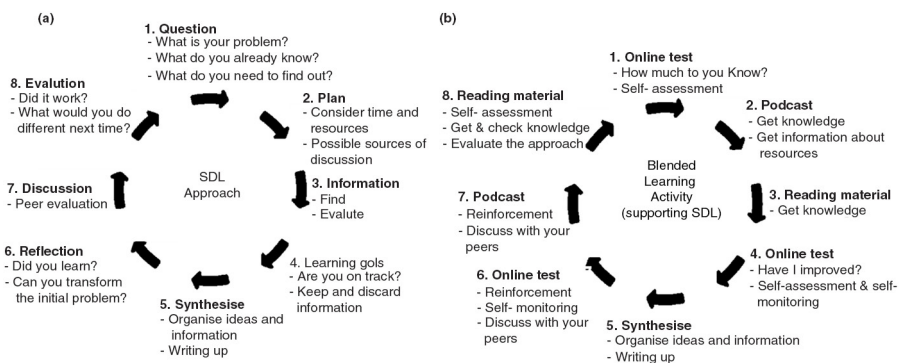 (a)
1. Question
- What is your problem?
- What do you already know?
- What do you need to find out?
2. Plan
- Consider time and
resources
- Possible sources of
discussion
3. Information
- Find
- Evalute
4. Learning gols
- Are you on track?
- Keep and discard
information
5. Synthesise
- Organise ideas and
information
- Writing up
6. Reflection
- Did you learn?
- Can you transform
the initial problem?
7. Discussion
- Peer evaluation
8. Evalution
- Did it work?
- What would you do
different next time?
SDL
Approach
(b)
1. Online test
- How much to you Know?
- Self- assessment
2. Podcast
- Get knowledge
- Get information about
resources
3. Reading material
- Get knowledge
4. Online test
- Have I improved?
- Self-assessment & self-
monitoring
5. Synthesise
- Organise ideas and information
- Writing up
6. Online test
- Reinforcement
- Self- monitoring
- Discuss with your
peers
7. Podcast
- Reinforcement
- Discuss with your
peers
8. Reading material
- Self- assessment
- Get & check knowledge
- Evaluate the approach
Blended
Learning
Activity
(supporting SDL)